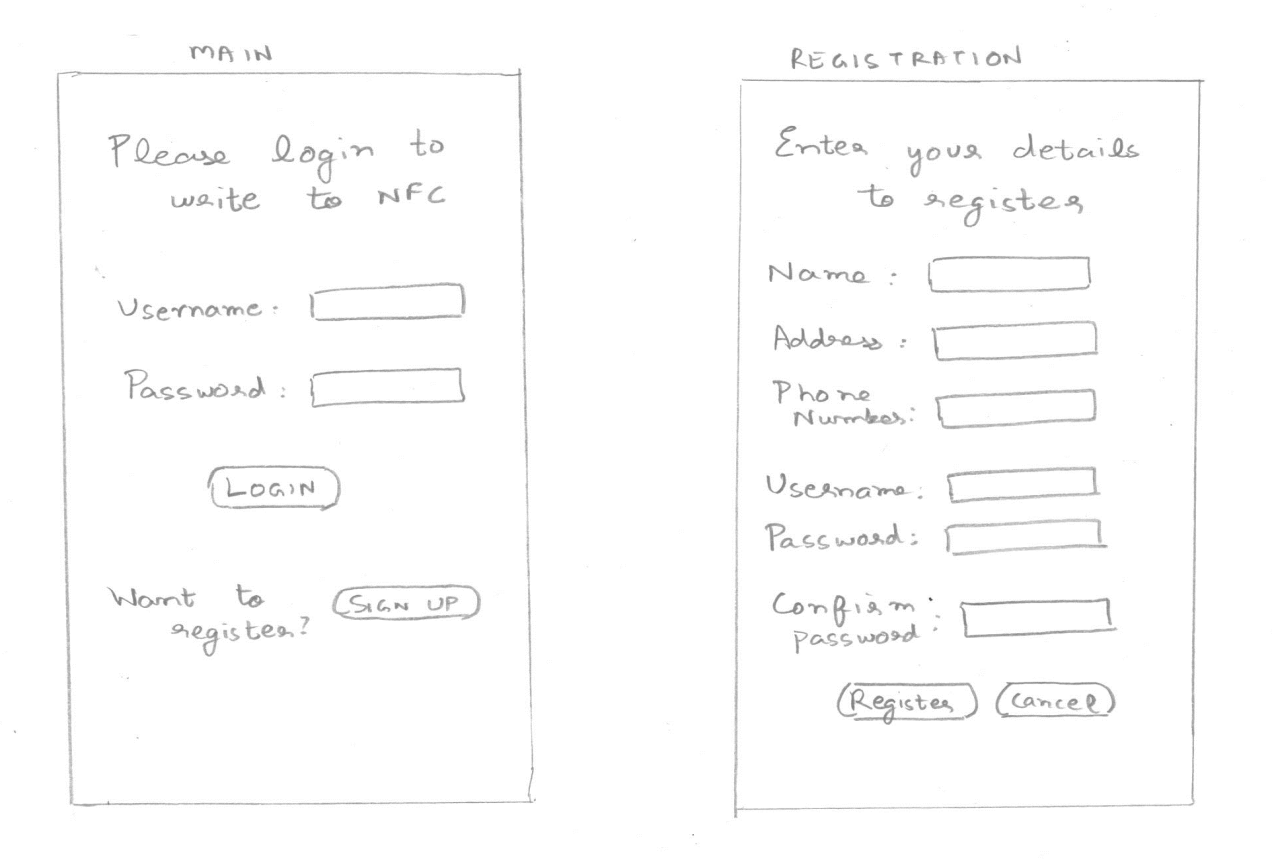 MAIN
Please login to
write to NFC
Username:
Password:
LOGIN
Want to
register?
SIGN UP
REGISTRATION
Enter your details
to register
Name:
Address:
Phone
Number:
Username:
Password:
Confirm
password:
Register
Cancel